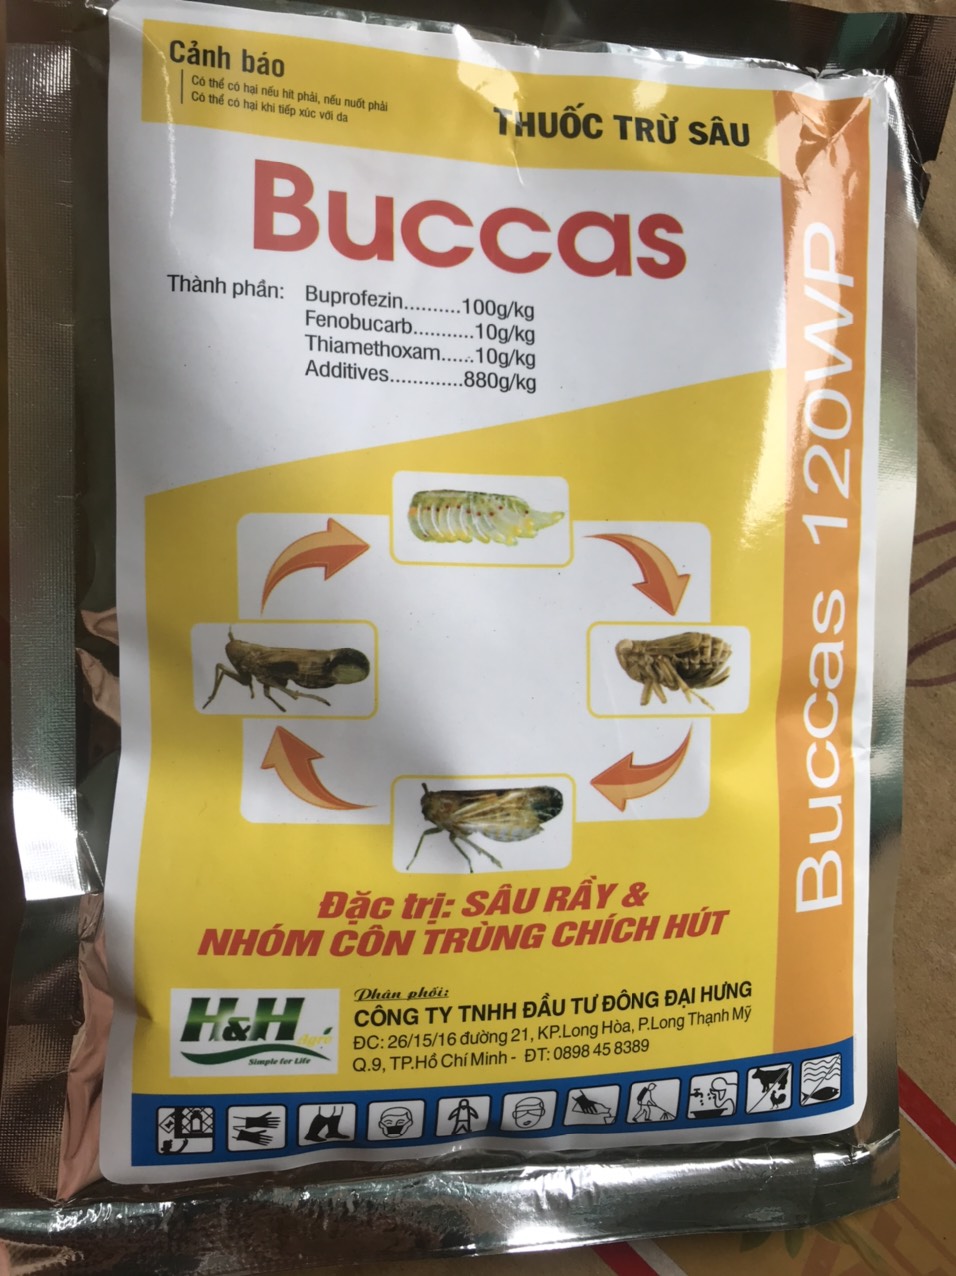 Cảnh báo
Có thể có hại nếu hít phải, nếu nuốt phải
Có thể có hại khi tiếp xúc với da
THUỐC TRỪ SÂU
Buccas
Thành phần: Buprofezin..........100g/kg
Fenobucarb...........10g/kg
Thiamethoxam......10g/kg
Additives.............880g/kg
Buccas 120WP
Đặc trị: SÂU RẦY &
NHÓM CÔN TRÙNG CHÍCH HÚT
H&H
Agro
Simple for Life
Phân phối:
CÔNG TY TNHH ĐẦU TƯ ĐÔNG ĐẠI HƯNG
ĐC: 26/15/16 đường 21, KP.Long Hòa, P.Long Thạnh Mỹ
Q.9, TP.Hồ Chí Minh - ĐT: 0898 45 8389